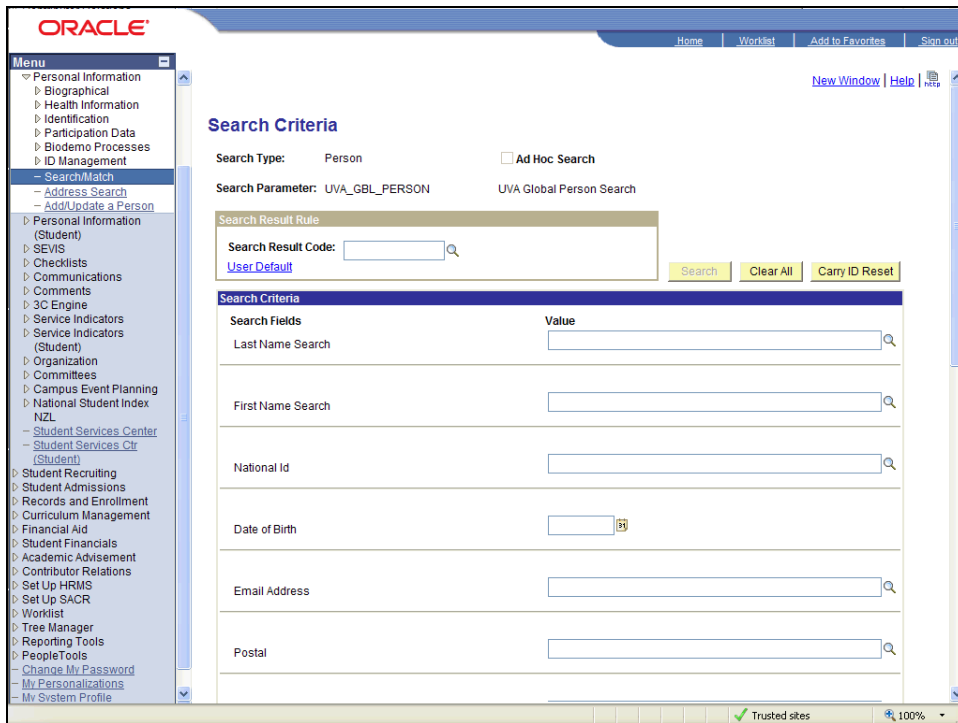 ORACLE
Home
Worklist
Add to Favorites
Sign out
Menu
Personal Information
Biographical
Health Information
Identification
Participation Data
Biodemo Processes
ID Management
Search/Match
Address Search
Add/Update a Person
Personal Information
(Student)
SEVIS
Checklists
Communications
Comments
3C Engine
Service Indicators
Service Indicators
(Student)
Organization
Committees
Campus Event Planning
National Student Index
NZL
Student Services Center
Student Services Ctr
(Student)
Student Recruiting
Student Admissions
Records and Enrollment
Curriculum Management
Financial Aid
Student Financials
Academic Advisement
Contributor Relations
Set Up HRMS
Set Up SACR
Worklist
Tree Manager
Reporting Tools
PeopleTools
Change My Password
My Personalizations
My System Profile
New Window | Help | http
Search Criteria
Search Type: Person Ad Hoc Search
Search Parameter: UVA_GBL_PERSON UVA Global Person Search
Search Result Rule
Search Result Code:
User Default
Search Clear All Carry ID Reset
Search Criteria
Search Fields Value
Last Name Search
First Name Search
National Id
Date of Birth
31
Email Address
Postal
Trusted sites 100%